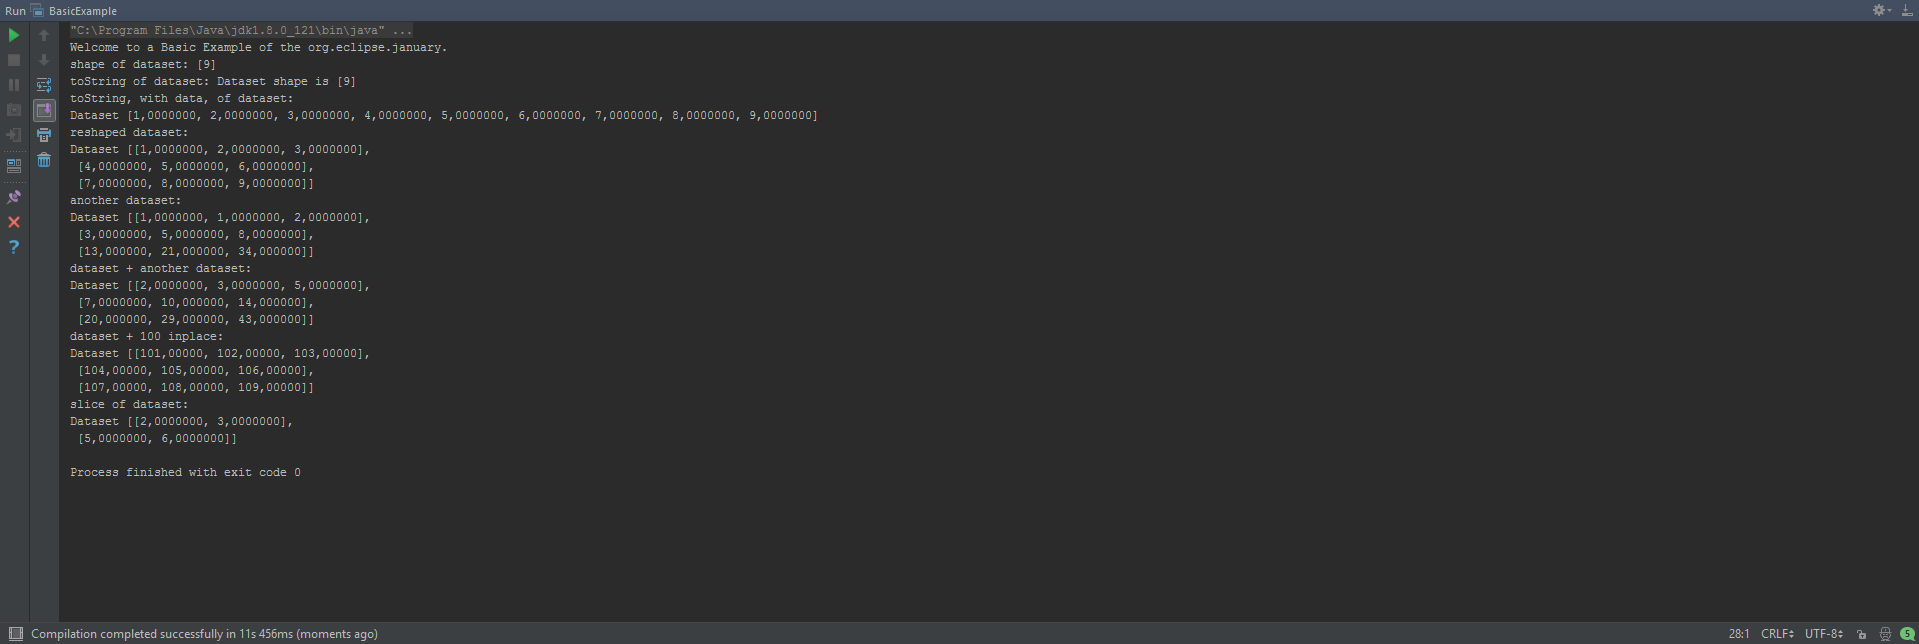 Run BasicExample
"C:\Program Files\Java\jdk1.8.0_121\bin\java" ...
Welcome to a Basic Example of the org.eclipse.january.
shape of dataset: [9]
toString of dataset: Dataset shape is [9]
toString, with data, of dataset:
Dataset [1,0000000, 2,0000000, 3,0000000, 4,0000000, 5,0000000, 6,0000000, 7,0000000, 8,0000000, 9,0000000]
reshaped dataset:
Dataset [[1,0000000, 2,0000000, 3,0000000],
[4,0000000, 5,0000000, 6,0000000],
[7,0000000, 8,0000000, 9,0000000]]
another dataset:
Dataset [[1,0000000, 1,0000000, 2,0000000],
[3,0000000, 5,0000000, 8,0000000],
[13,000000, 21,000000, 34,000000]]
dataset + another dataset:
Dataset [[2,0000000, 3,0000000, 5,0000000],
[7,0000000, 10,000000, 14,000000],
[20,000000, 29,000000, 43,000000]]
dataset + 100 inplace:
Dataset [[101,00000, 102,00000, 103,00000],
[104,00000, 105,00000, 106,00000],
[107,00000, 108,00000, 109,00000]]
slice of dataset:
Dataset [[2,0000000, 3,0000000],
[5,0000000, 6,0000000]]
Process finished with exit code 0
Compilation completed successfully in 11s 456ms (moments ago) 28:1 CRLF UTF-8 5